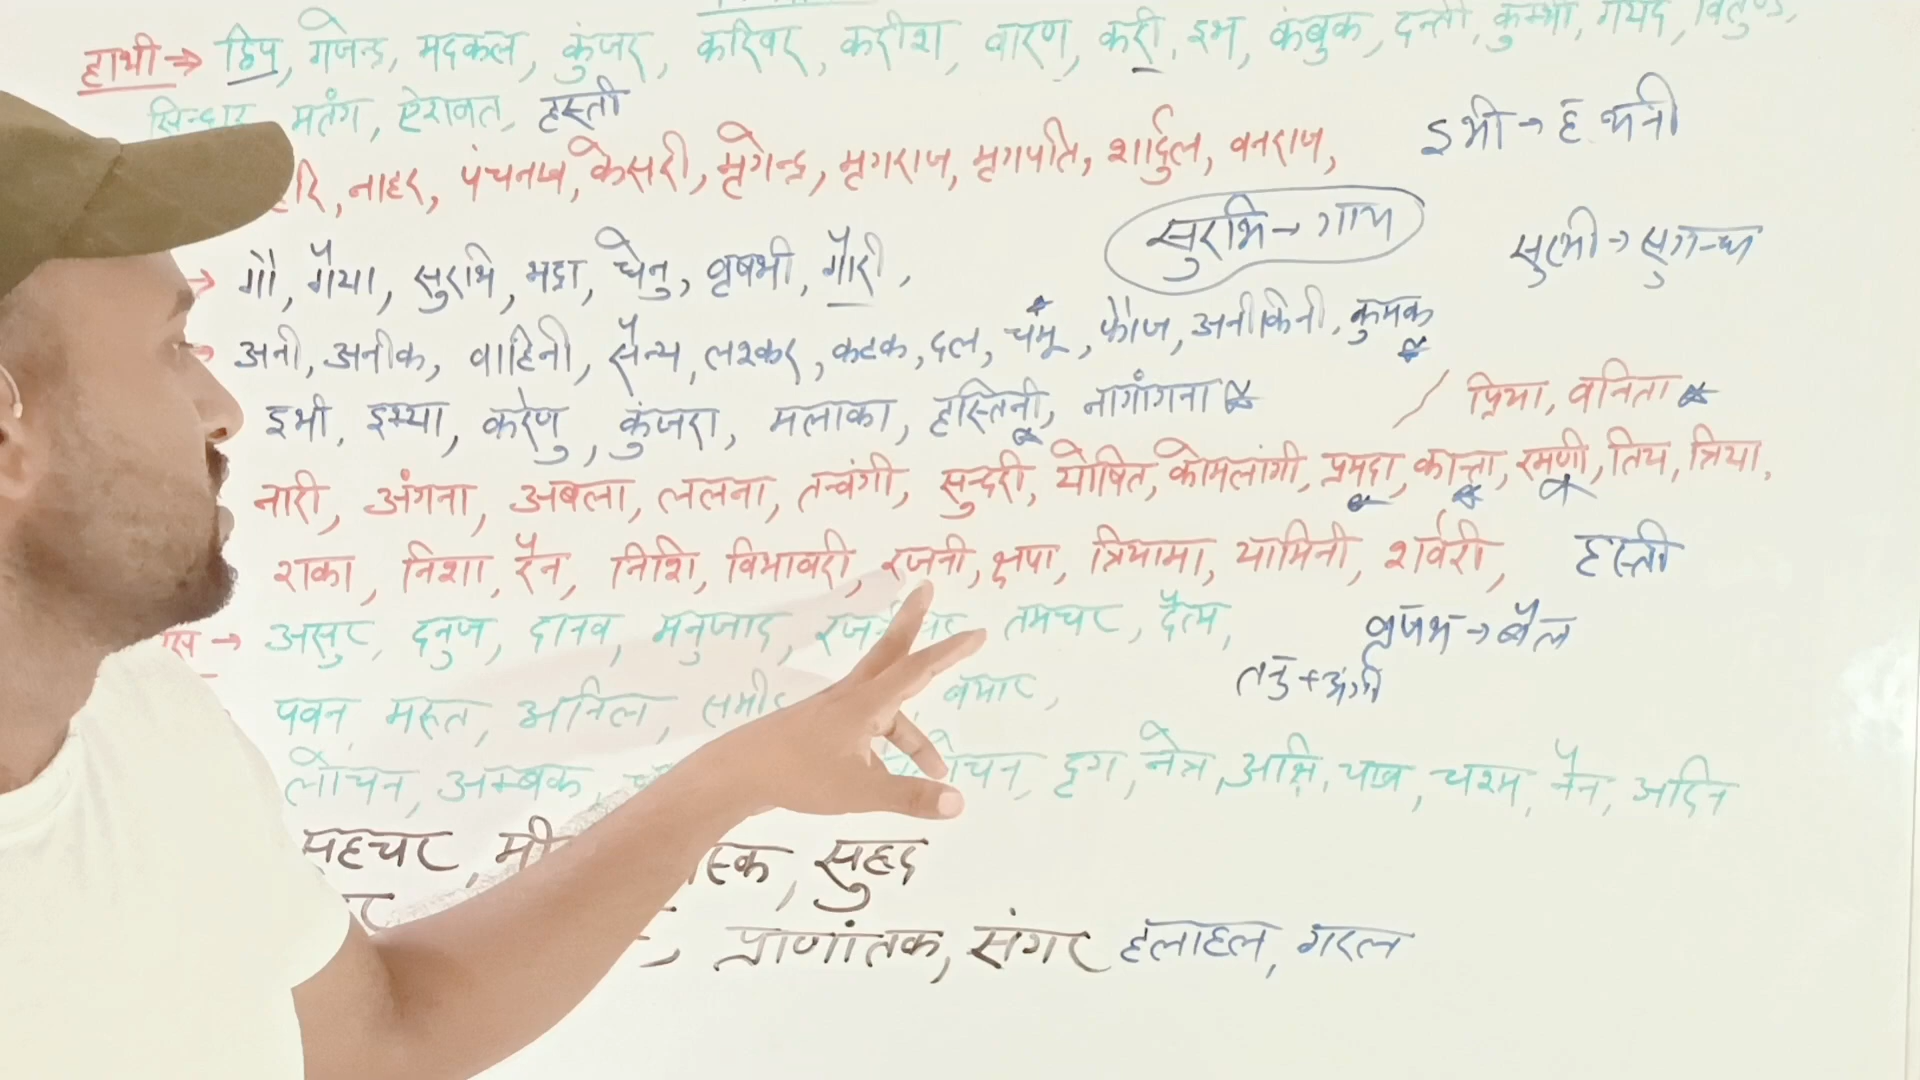 हाथी → द्विप, गजेन्द्र, मदकल, कुंजर, करिवर, करीश, वारण, करी, इभ, कंबुक, दन्ती, कुम्भी, गयंद, वितुण्ड,
सिन्धुर, मतंग, ऐरावत, हस्ती
इभी → हथनी
हरि, नाहर, पंचनख, केसरी, मृगेन्द्र, मृगराज, मृगपति, शार्दुल, वनराज,
सुरभि → गाय
सुरभी → सुगन्ध
→ गौ, गैया, सुरभि, भद्रा, धेनु, वृषभी, गौरी,
→ अनी, अनीक, वाहिनी, सैन्य, लश्कर, कटक, दल, चमू, फौज, अनीकिनी, कुमक
इभी, इभ्या, करेणु, कुंजरा, मलाका, हस्तिनी, नागांगना
/ प्रिया, वनिता
नारी, अंगना, अबला, ललना, तन्वंगी, सुन्दरी, योषित, कोमलांगी, प्रमदा, कान्ता, रमणी, तिय, त्रिया,
राका, निशा, रैन, निशि, विभावरी, रजनी, क्षपा, त्रियामा, यामिनी, शर्वरी,
हस्ती
→ असुर, दनुज, दानव, मनुजाद, तमचर, दैत्य,
वृषभ → बैल
तनु + अंगी
पवन, मरुत, अनिल, समीर बयार,
लोचन, अम्बक, दृग, नेत्र, अक्षि, चख, चश्म, नैन,
सहचर, सुहृद
प्राणांतक, संगर हलाहल, गरल